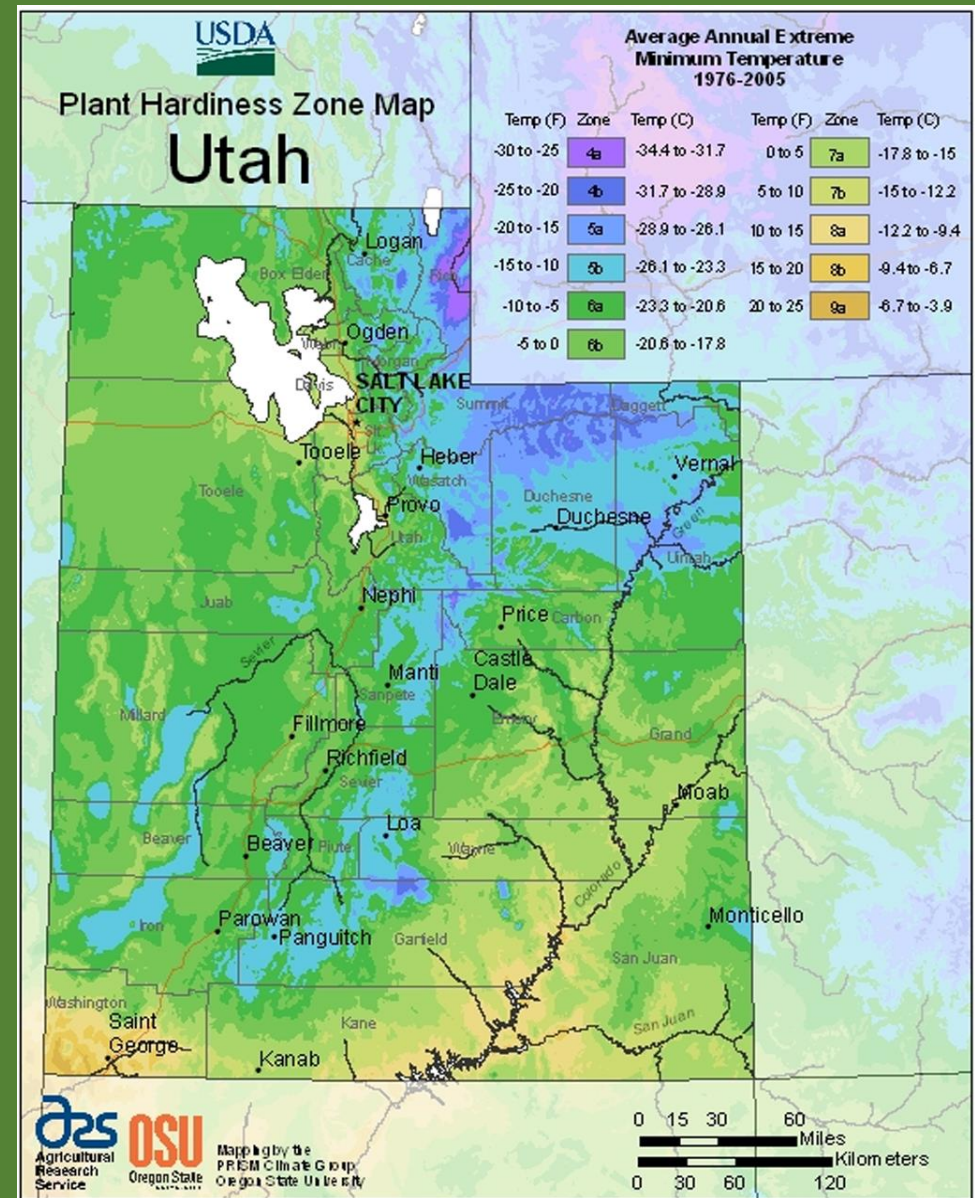 USDA
Plant Hardiness Zone Map
Utah
Average Annual Extreme
Minimum Temperature
1976-2005
Temp (F) Zone Temp (C) Temp (F) Zone Temp (C)
-30 to -25 4a -34.4 to -31.7 0 to 5 7a -17.8 to -15
-25 to -20 4b -31.7 to -28.9 5 to 10 7b -15 to -12.2
-20 to -15 5a -28.9 to -26.1 10 to 15 8a -12.2 to -9.4
-15 to -10 5b -26.1 to -23.3 15 to 20 8b -9.4 to -6.7
-10 to -5 6a -23.3 to -20.6 20 to 25 9a -6.7 to -3.9
-5 to 0 6b -20.6 to -17.8
Logan
Cache
Box Elder
Rich
Ogden
Weber
Morgan
Davis
SALT LAKE
CITY
Summit
Daggett
Salt
Tooele
Heber
Wasatch
Vernal
Tooele
Duchesne
Provo
Duchesne
Green
Utah
Uintah
Juab
Nephi
Price
Carbon
Sevier
Castle
Dale
Manti
Sanpete
Millard
Emery
Fillmore
Grand
Richfield
Sevier
Moab
Loa
Beaver
Beaver
Piute
Wayne
Colorado
Parowan
Iron
Panguitch
Garfield
Monticello
San Juan
Washington
Saint
George
Kane
San Juan
Kanab
ars
Agricultural
Research
Service
OSU
Oregon State
Mapping by the
PRISM Climate Group,
Oregon State University
0 15 30 60
Miles
Kilometers
0 30 60 120